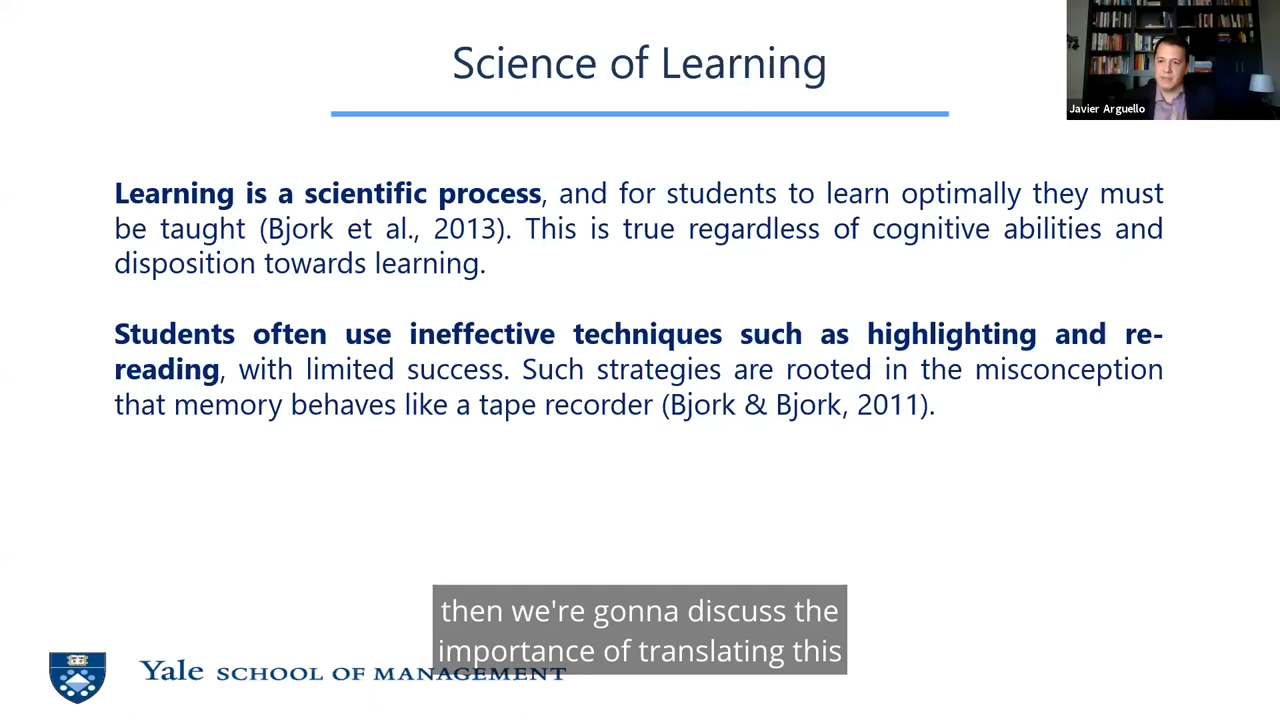 Science of Learning
Javier Arguello
Learning is a scientific process, and for students to learn optimally they must
be taught (Bjork et al., 2013). This is true regardless of cognitive abilities and
disposition towards learning.
Students often use ineffective techniques such as highlighting and re-
reading, with limited success. Such strategies are rooted in the misconception
that memory behaves like a tape recorder (Bjork & Bjork, 2011).
then we're gonna discuss the
importance of translating this
Yale SCHOOL OF MANAGEMENT